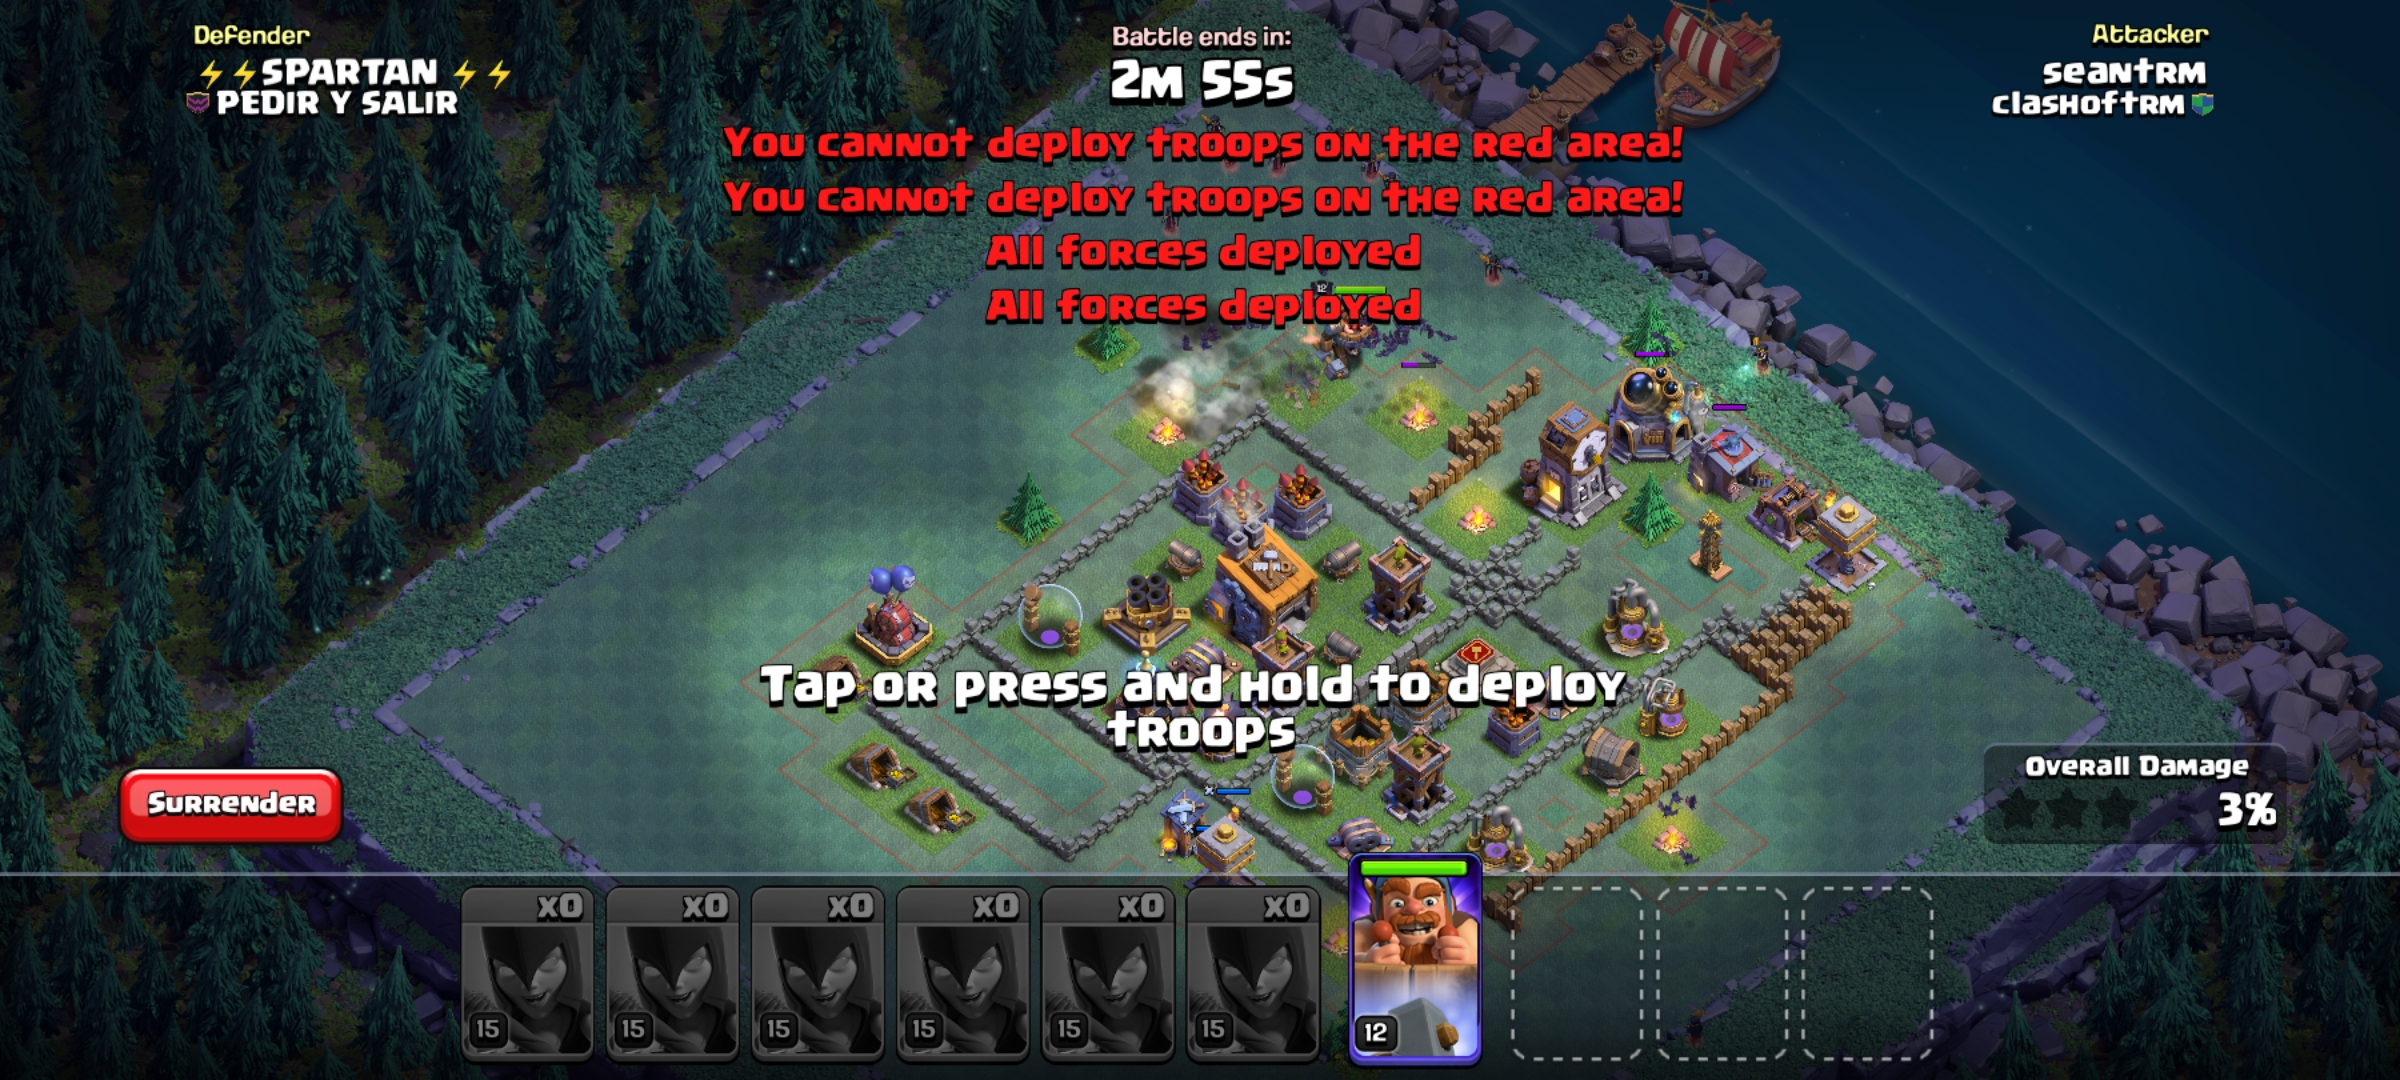 Defender
⚡⚡SPARTAN⚡⚡
PEDIR Y SALIR
Battle ends in:
2M 55s
Attacker
seantRM
clashoftRM
You cannot deploy troops on the red area!
You cannot deploy troops on the red area!
All forces deployed
All forces deployed
12
Tap or press and hold to deploy
troops
Surrender
Overall Damage
3%
x0
x0
x0
x0
x0
x0
15
15
15
15
15
15
12